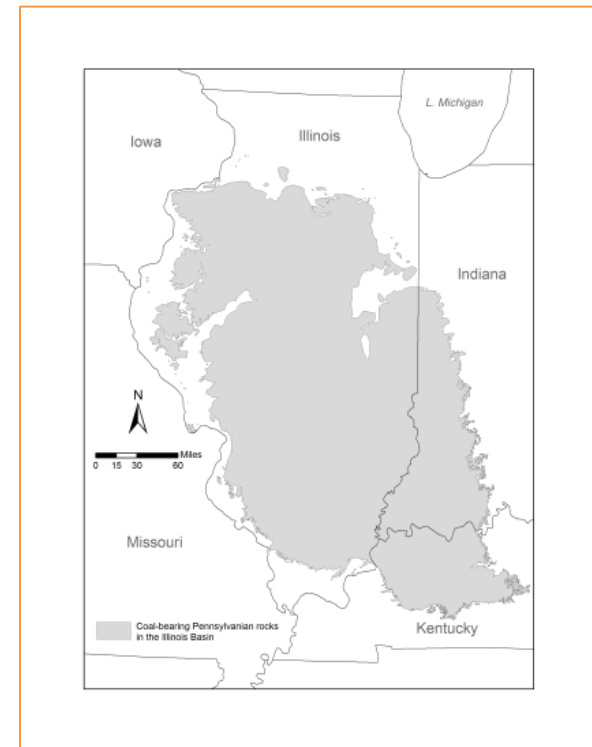 L. Michigan
Iowa
Illinois
Indiana
N
Miles
0 15 30 60
Missouri
Coal-bearing Pennsylvanian rocks
in the Illinois Basin
Kentucky